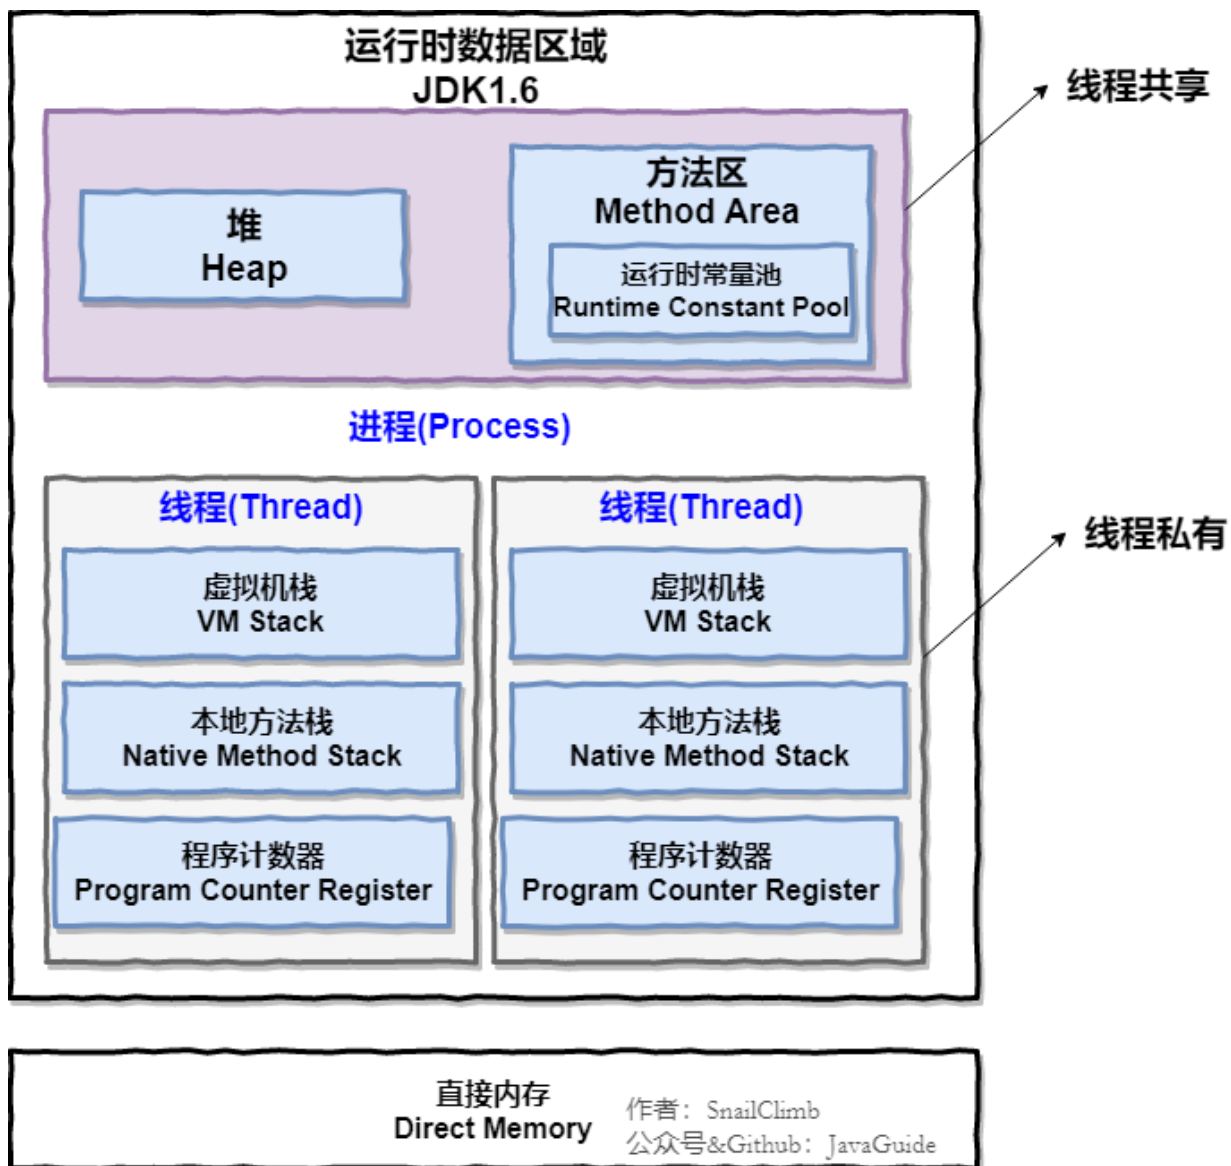 运行时数据区域
JDK1.6
线程共享
堆
Heap
方法区
Method Area
运行时常量池
Runtime Constant Pool
进程(Process)
线程(Thread)
虚拟机栈
VM Stack
本地方法栈
Native Method Stack
程序计数器
Program Counter Register
线程(Thread)
虚拟机栈
VM Stack
本地方法栈
Native Method Stack
程序计数器
Program Counter Register
线程私有
直接内存
Direct Memory
作者：SnailClimb
公众号&Github：JavaGuide